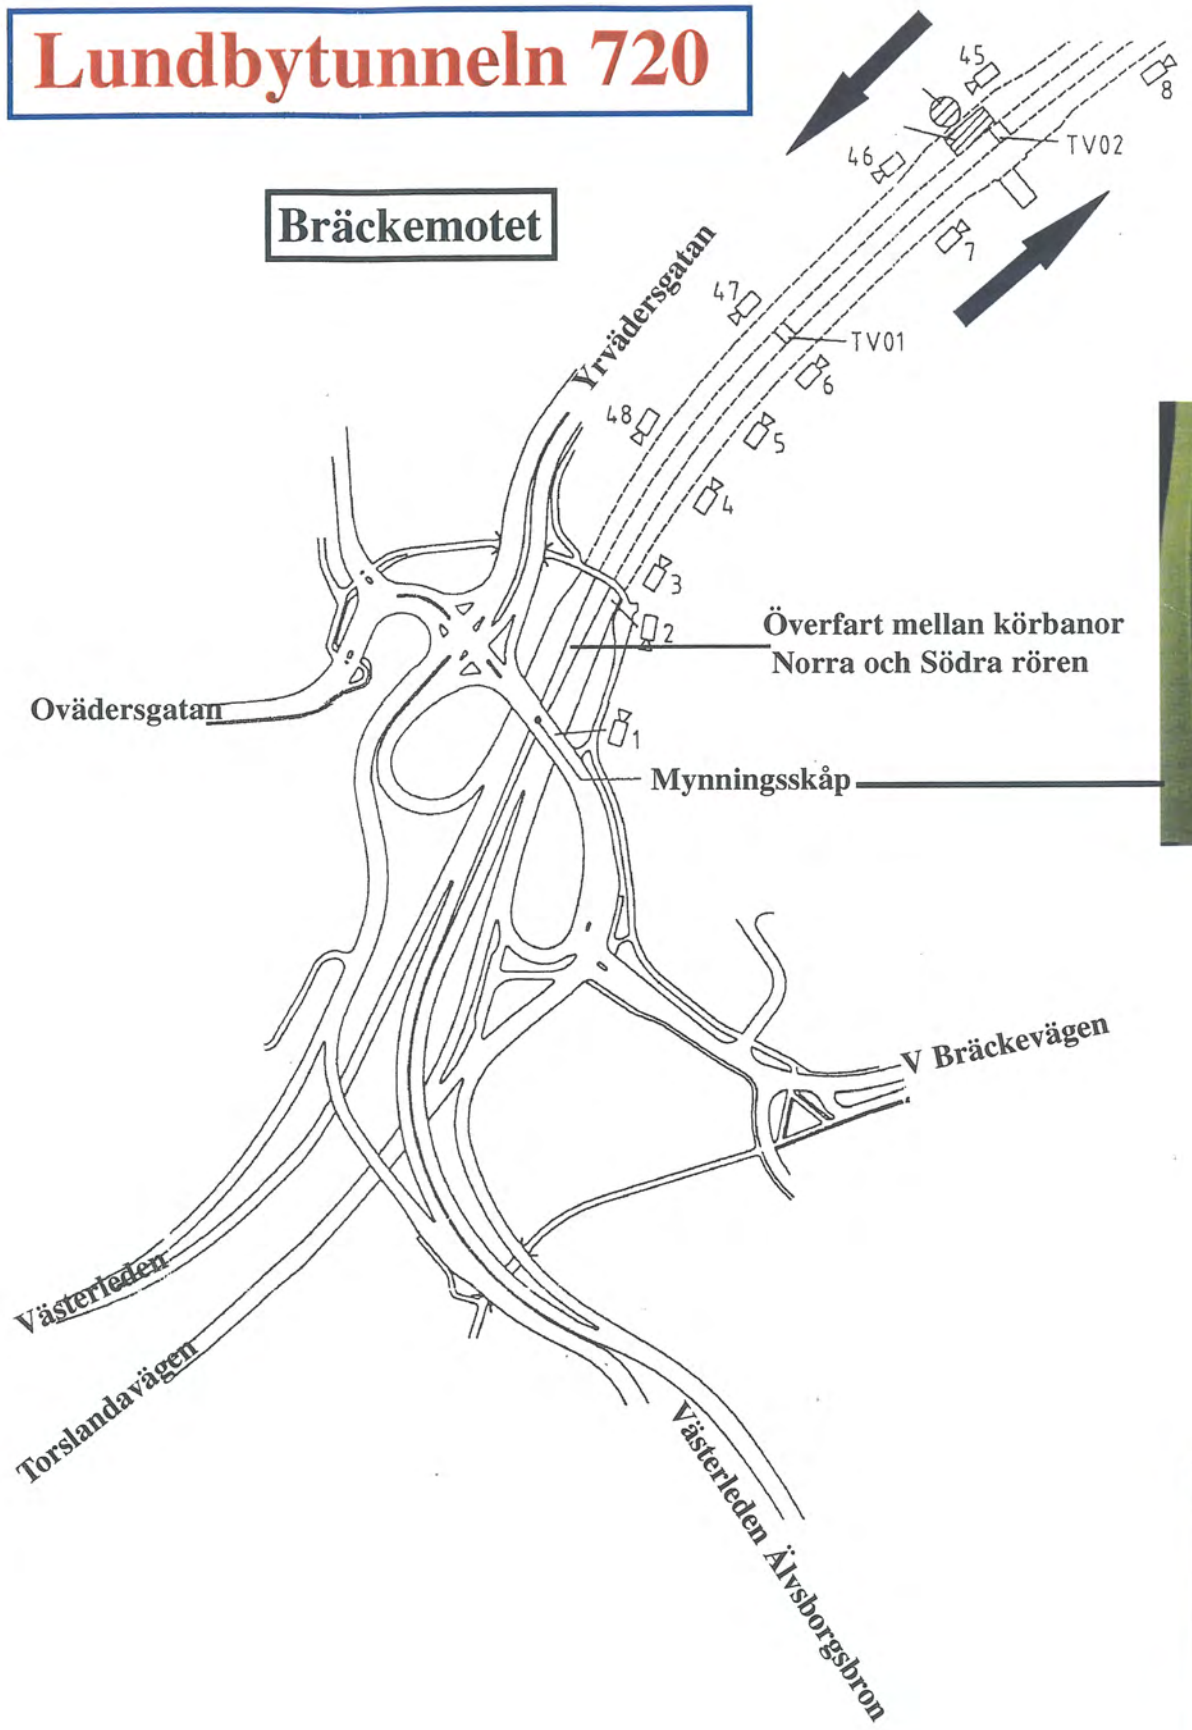 Lundbytunneln 720
Bräckemotet
45
8
46
TV02
7
Yrvädersgatan
47
TV01
6
48
5
4
3
2
Överfart mellan körbanor
Norra och Södra rören
Ovädersgatan
1
Mynningsskåp
V Bräckevägen
Västerleden
Torslandavägen
Västerleden Älvsborgsbron